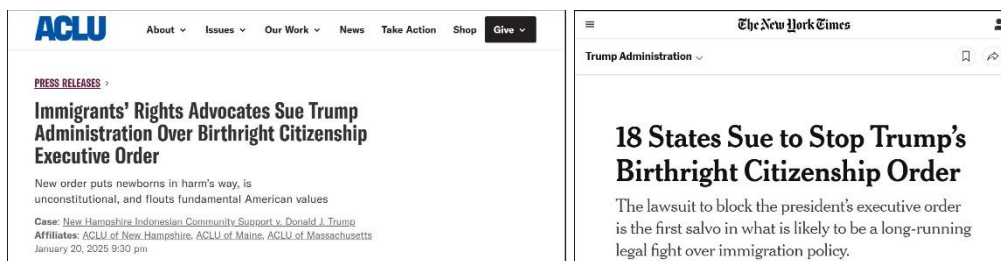 ACLU
About Issues Our Work News Take Action Shop Give
PRESS RELEASES >
Immigrants' Rights Advocates Sue Trump
Administration Over Birthright Citizenship
Executive Order
New order puts newborns in harm's way, is
unconstitutional, and flouts fundamental American values
Case: New Hampshire Indonesian Community Support v. Donald J. Trump
Affiliates: ACLU of New Hampshire, ACLU of Maine, ACLU of Massachusetts
January 20, 2025 9:30 pm
The New York Times
Trump Administration
18 States Sue to Stop Trump's
Birthright Citizenship Order
The lawsuit to block the president's executive order
is the first salvo in what is likely to be a long-running
legal fight over immigration policy.